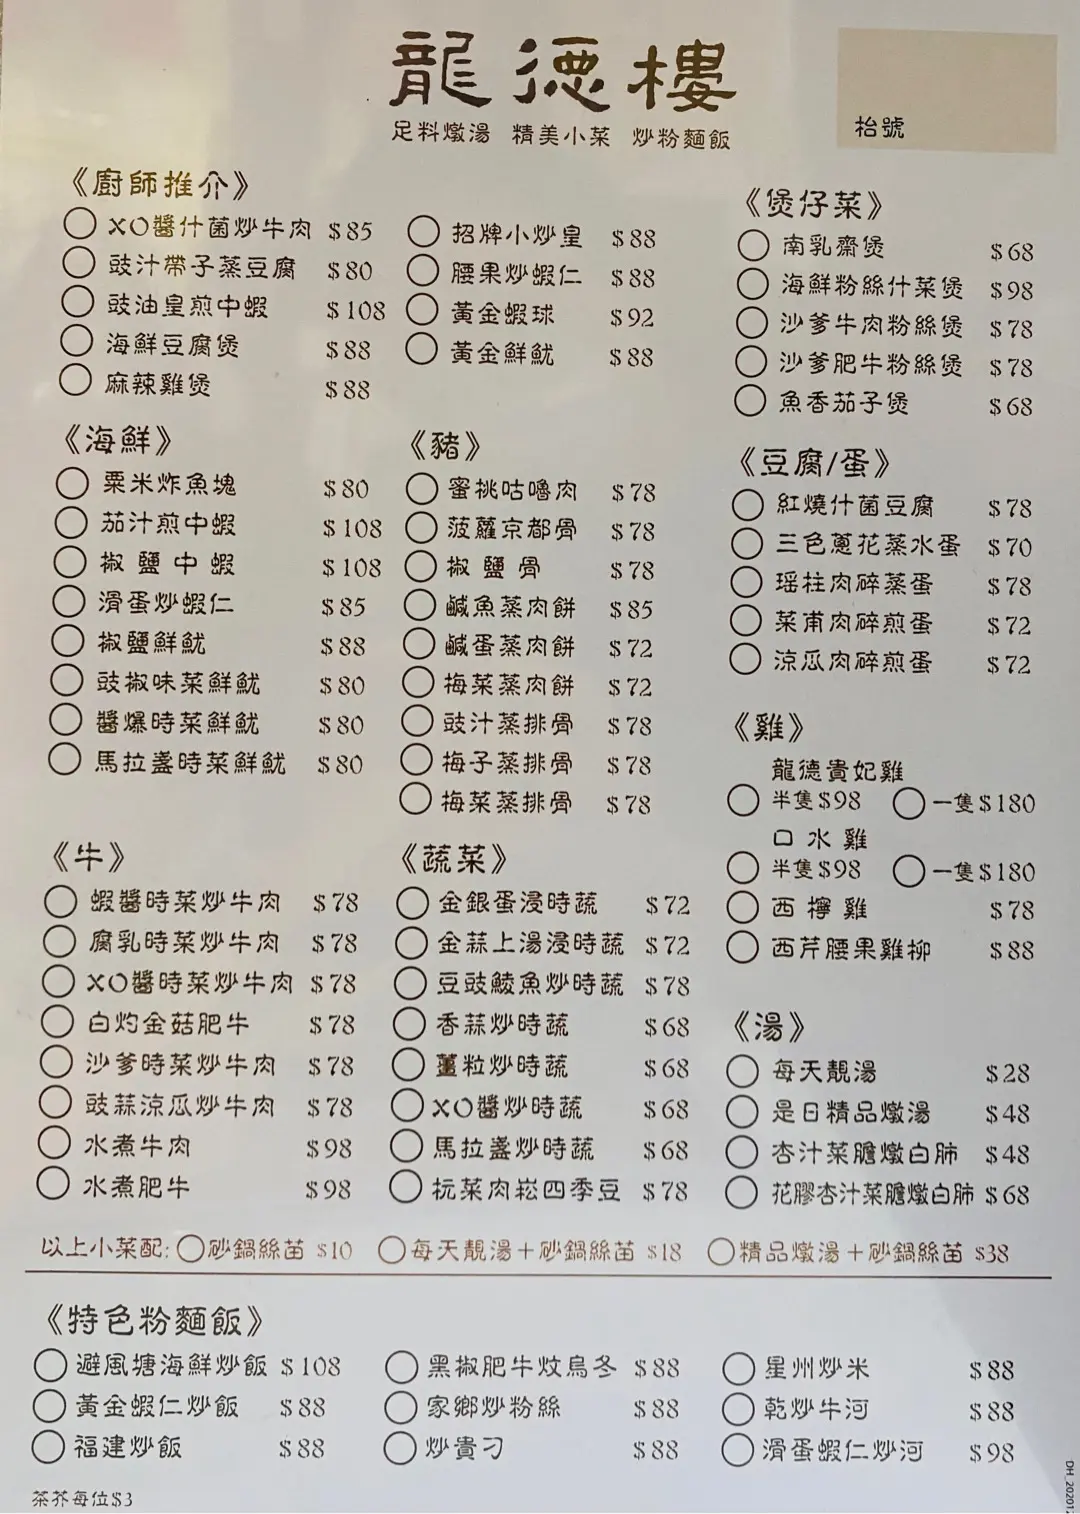 龍德樓
足料燉湯 精美小菜 炒粉麵飯
枱號
《廚師推介》
XO醬什菌炒牛肉 $85
豉汁帶子蒸豆腐 $80
豉油皇煎中蝦 $108
海鮮豆腐煲 $88
麻辣雞煲 $88
招牌小炒皇 $88
腰果炒蝦仁 $88
黃金蝦球 $92
黃金鮮魷 $88
《煲仔菜》
南乳齋煲 $68
海鮮粉絲什菜煲 $98
沙爹牛肉粉絲煲 $78
沙爹肥牛粉絲煲 $78
魚香茄子煲 $68
《海鮮》
粟米炸魚塊 $80
茄汁煎中蝦 $108
椒鹽中蝦 $108
滑蛋炒蝦仁 $85
椒鹽鮮魷 $88
豉椒味菜鮮魷 $80
醬爆時菜鮮魷 $80
馬拉盞時菜鮮魷 $80
《豬》
蜜桃咕嚕肉 $78
菠蘿京都骨 $78
椒鹽骨 $78
鹹魚蒸肉餅 $85
鹹蛋蒸肉餅 $72
梅菜蒸肉餅 $72
豉汁蒸排骨 $78
梅子蒸排骨 $78
梅菜蒸排骨 $78
《豆腐/蛋》
紅燒什菌豆腐 $78
三色蔥花蒸水蛋 $70
瑶柱肉碎蒸蛋 $78
菜甫肉碎煎蛋 $72
涼瓜肉碎煎蛋 $72
《雞》
龍德貴妃雞
半隻$98 一隻$180
口水雞
半隻$98 一隻$180
西檸雞 $78
西芹腰果雞柳 $88
《牛》
蝦醬時菜炒牛肉 $78
腐乳時菜炒牛肉 $78
XO醬時菜炒牛肉 $78
白灼金菇肥牛 $78
沙爹時菜炒牛肉 $78
豉蒜涼瓜炒牛肉 $78
水煮牛肉 $98
水煮肥牛 $98
《蔬菜》
金銀蛋浸時蔬 $72
金蒜上湯浸時蔬 $72
豆豉鯪魚炒時蔬 $78
香蒜炒時蔬 $68
薑粒炒時蔬 $68
XO醬炒時蔬 $68
馬拉盞炒時蔬 $68
抏菜肉崧四季豆 $78
《湯》
每天靚湯 $28
是日精品燉湯 $48
杏汁菜膽燉白肺 $48
花膠杏汁菜膽燉白肺 $68
以上小菜配: 砂鍋絲苗 $10 每天靚湯＋砂鍋絲苗 $18 精品燉湯＋砂鍋絲苗 $38
《特色粉麵飯》
避風塘海鮮炒飯 $108
黃金蝦仁炒飯 $88
福建炒飯 $88
黑椒肥牛炆烏冬 $88
家鄉炒粉絲 $88
炒貴刁 $88
星州炒米 $88
乾炒牛河 $88
滑蛋蝦仁炒河 $98
茶芥每位$3